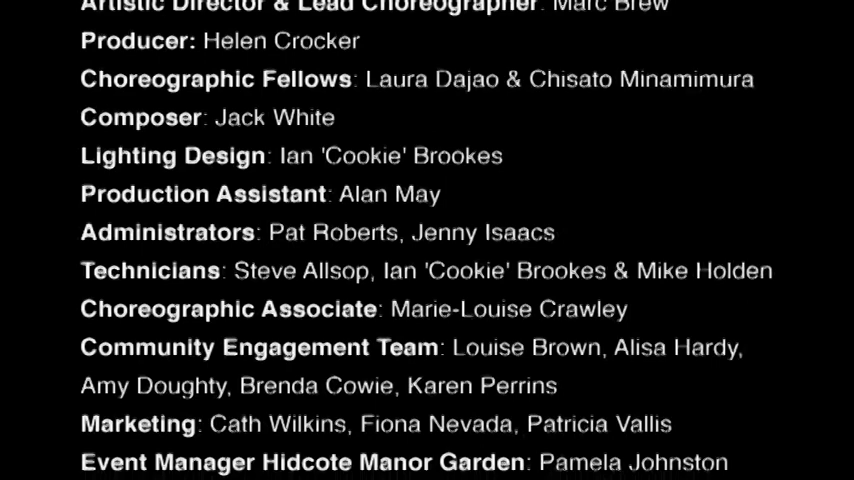 Artistic Director & Lead Choreographer: Marc Brew
Producer: Helen Crocker
Choreographic Fellows: Laura Dajao & Chisato Minamimura
Composer: Jack White
Lighting Design: Ian 'Cookie' Brookes
Production Assistant: Alan May
Administrators: Pat Roberts, Jenny Isaacs
Technicians: Steve Allsop, Ian 'Cookie' Brookes & Mike Holden
Choreographic Associate: Marie-Louise Crawley
Community Engagement Team: Louise Brown, Alisa Hardy,
Amy Doughty, Brenda Cowie, Karen Perrins
Marketing: Cath Wilkins, Fiona Nevada, Patricia Vallis
Event Manager Hidcote Manor Garden: Pamela Johnston